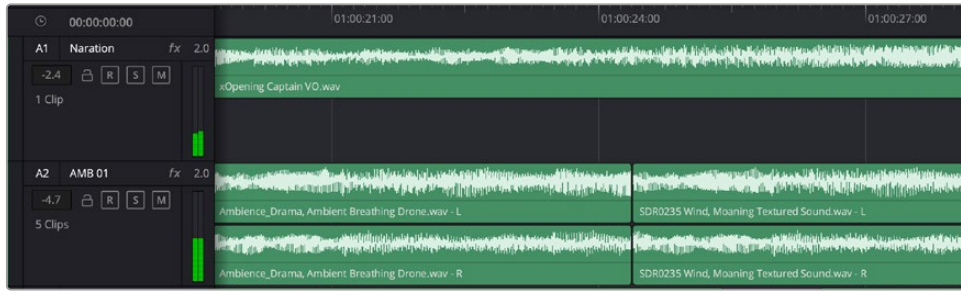 00:00:00:00 01:00:21:00 01:00:24:00 01:00:27:00
A1 Naration fx 2.0
-2.4 R S M
1 Clip
xOpening Captain VO.wav
A2 AMB 01 fx 2.0
-4.7 R S M
5 Clips
Ambience_Drama, Ambient Breathing Drone.wav - L SDR0235 Wind, Moaning Textured Sound.wav - L
Ambience_Drama, Ambient Breathing Drone.wav - R SDR0235 Wind, Moaning Textured Sound.wav - R